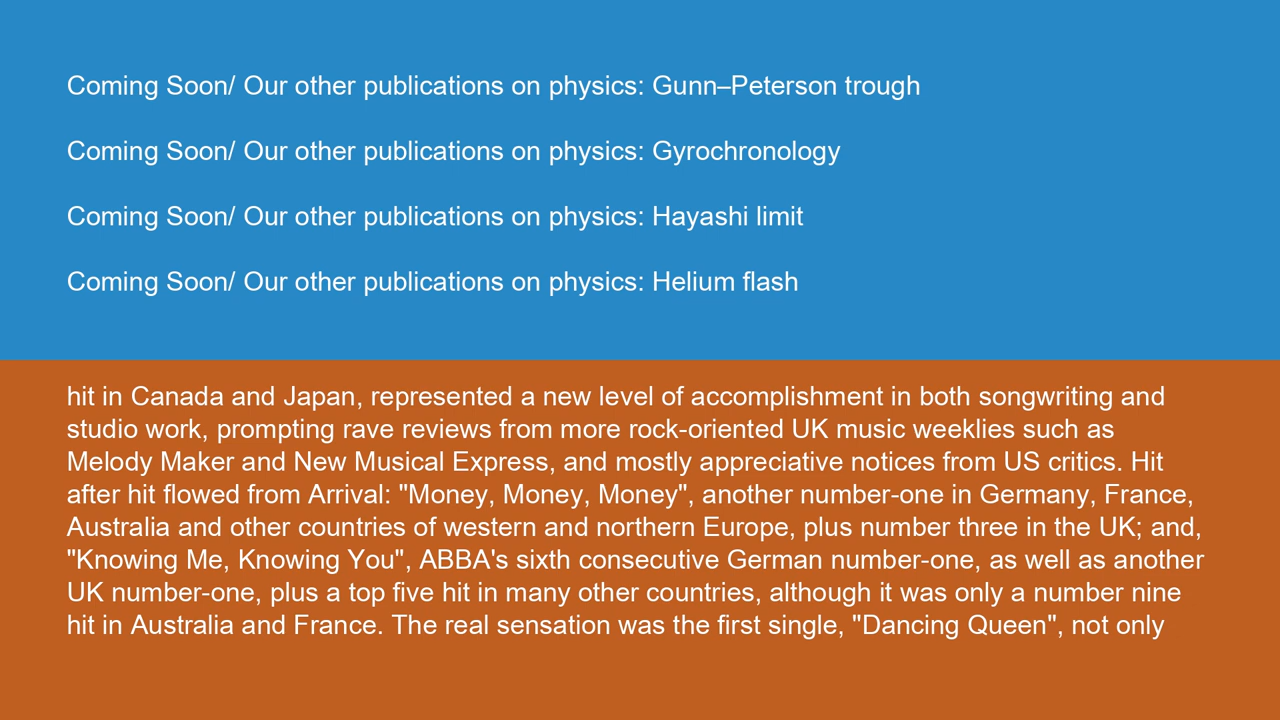 Coming Soon/ Our other publications on physics: Gunn–Peterson trough
Coming Soon/ Our other publications on physics: Gyrochronology
Coming Soon/ Our other publications on physics: Hayashi limit
Coming Soon/ Our other publications on physics: Helium flash
hit in Canada and Japan, represented a new level of accomplishment in both songwriting and
studio work, prompting rave reviews from more rock-oriented UK music weeklies such as
Melody Maker and New Musical Express, and mostly appreciative notices from US critics. Hit
after hit flowed from Arrival: "Money, Money, Money", another number-one in Germany, France,
Australia and other countries of western and northern Europe, plus number three in the UK; and,
"Knowing Me, Knowing You", ABBA's sixth consecutive German number-one, as well as another
UK number-one, plus a top five hit in many other countries, although it was only a number nine
hit in Australia and France. The real sensation was the first single, "Dancing Queen", not only